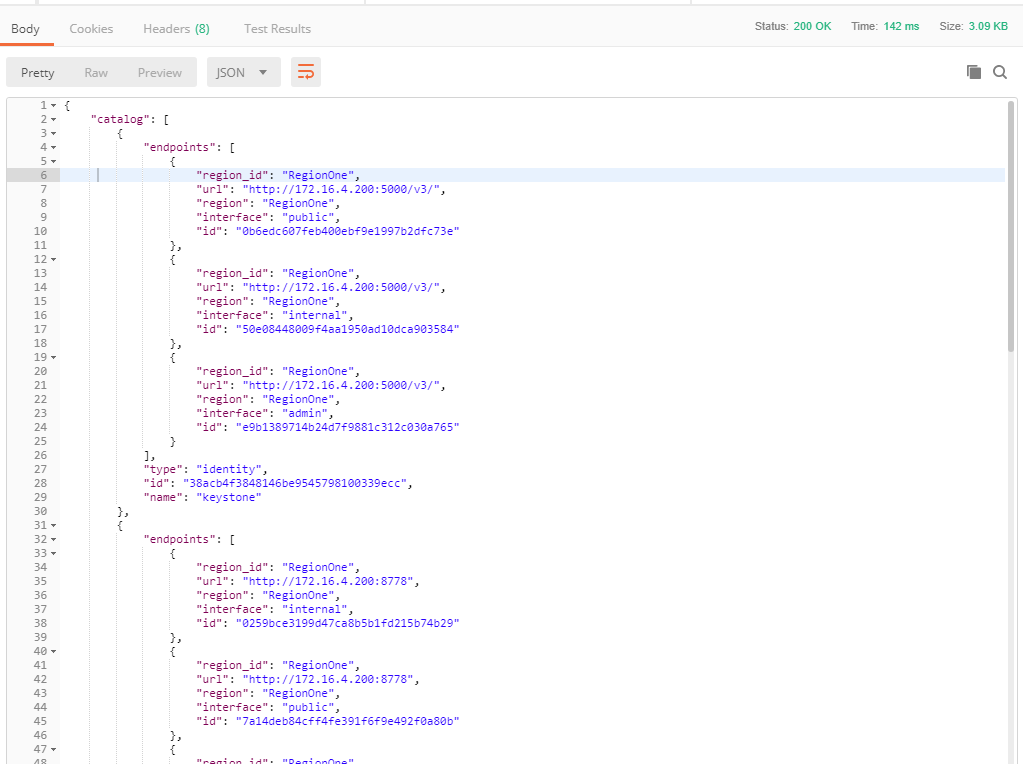 Body Cookies Headers (8) Test Results Status: 200 OK Time: 142 ms Size: 3.09 KB
Pretty Raw Preview JSON
1 {
2 "catalog": [
3 {
4 "endpoints": [
5 {
6 "region_id": "RegionOne",
7 "url": "http://172.16.4.200:5000/v3/",
8 "region": "RegionOne",
9 "interface": "public",
10 "id": "0b6edc607feb400ebf9e1997b2dfc73e"
11 },
12 {
13 "region_id": "RegionOne",
14 "url": "http://172.16.4.200:5000/v3/",
15 "region": "RegionOne",
16 "interface": "internal",
17 "id": "50e08448009f4aa1950ad10dca903584"
18 },
19 {
20 "region_id": "RegionOne",
21 "url": "http://172.16.4.200:5000/v3/",
22 "region": "RegionOne",
23 "interface": "admin",
24 "id": "e9b1389714b24d7f9881c312c030a765"
25 }
26 ],
27 "type": "identity",
28 "id": "38acb4f3848146be9545798100339ecc",
29 "name": "keystone"
30 },
31 {
32 "endpoints": [
33 {
34 "region_id": "RegionOne",
35 "url": "http://172.16.4.200:8778",
36 "region": "RegionOne",
37 "interface": "internal",
38 "id": "0259bce3199d47ca8b5b1fd215b74b29"
39 },
40 {
41 "region_id": "RegionOne",
42 "url": "http://172.16.4.200:8778",
43 "region": "RegionOne",
44 "interface": "public",
45 "id": "7a14deb84cff4fe391f6f9e492f0a80b"
46 },
47 {
48 "region_id": "RegionOne"